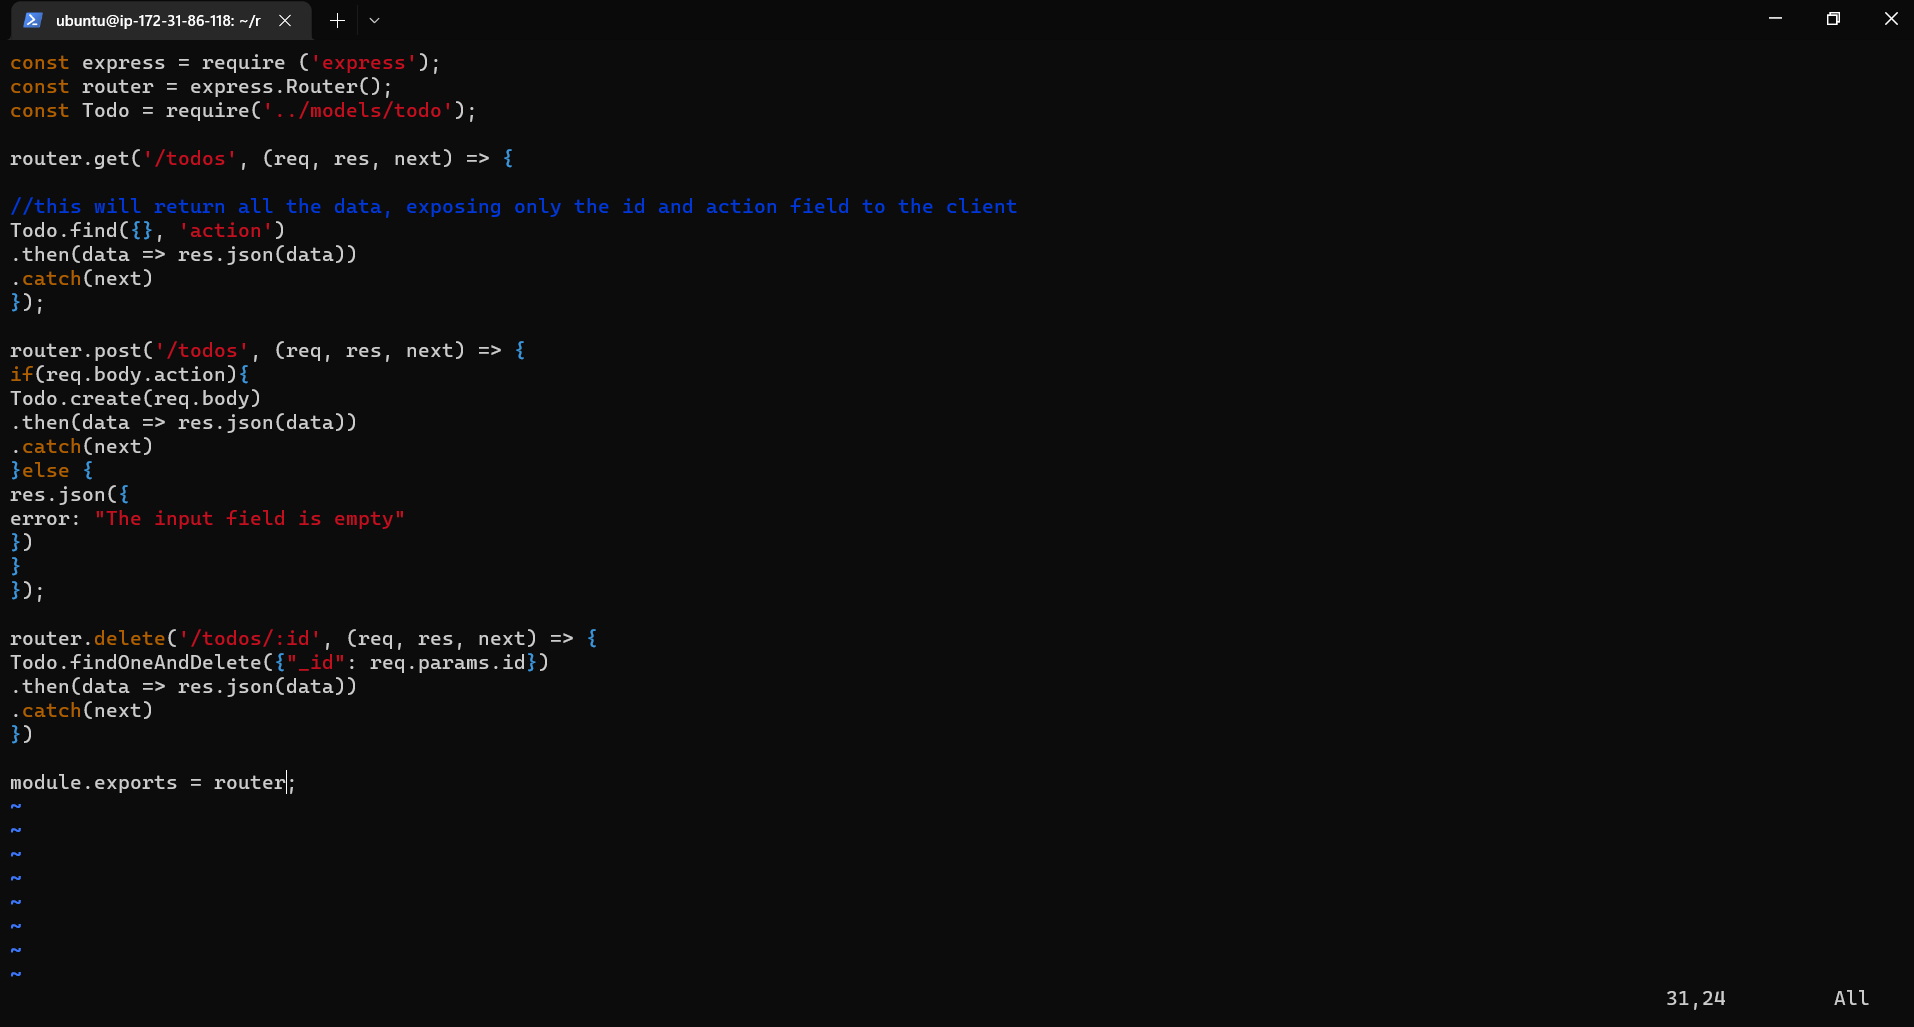 ubuntu@ip-172-31-86-118: ~/r
const express = require ('express');
const router = express.Router();
const Todo = require('../models/todo');
router.get('/todos', (req, res, next) => {
//this will return all the data, exposing only the id and action field to the client
Todo.find({}, 'action')
.then(data => res.json(data))
.catch(next)
});
router.post('/todos', (req, res, next) => {
if(req.body.action){
Todo.create(req.body)
.then(data => res.json(data))
.catch(next)
}else {
res.json({
error: "The input field is empty"
})
}
});
router.delete('/todos/:id', (req, res, next) => {
Todo.findOneAndDelete({"_id": req.params.id})
.then(data => res.json(data))
.catch(next)
})
module.exports = router;
~
~
~
~
~
~
~
~
31,24 All